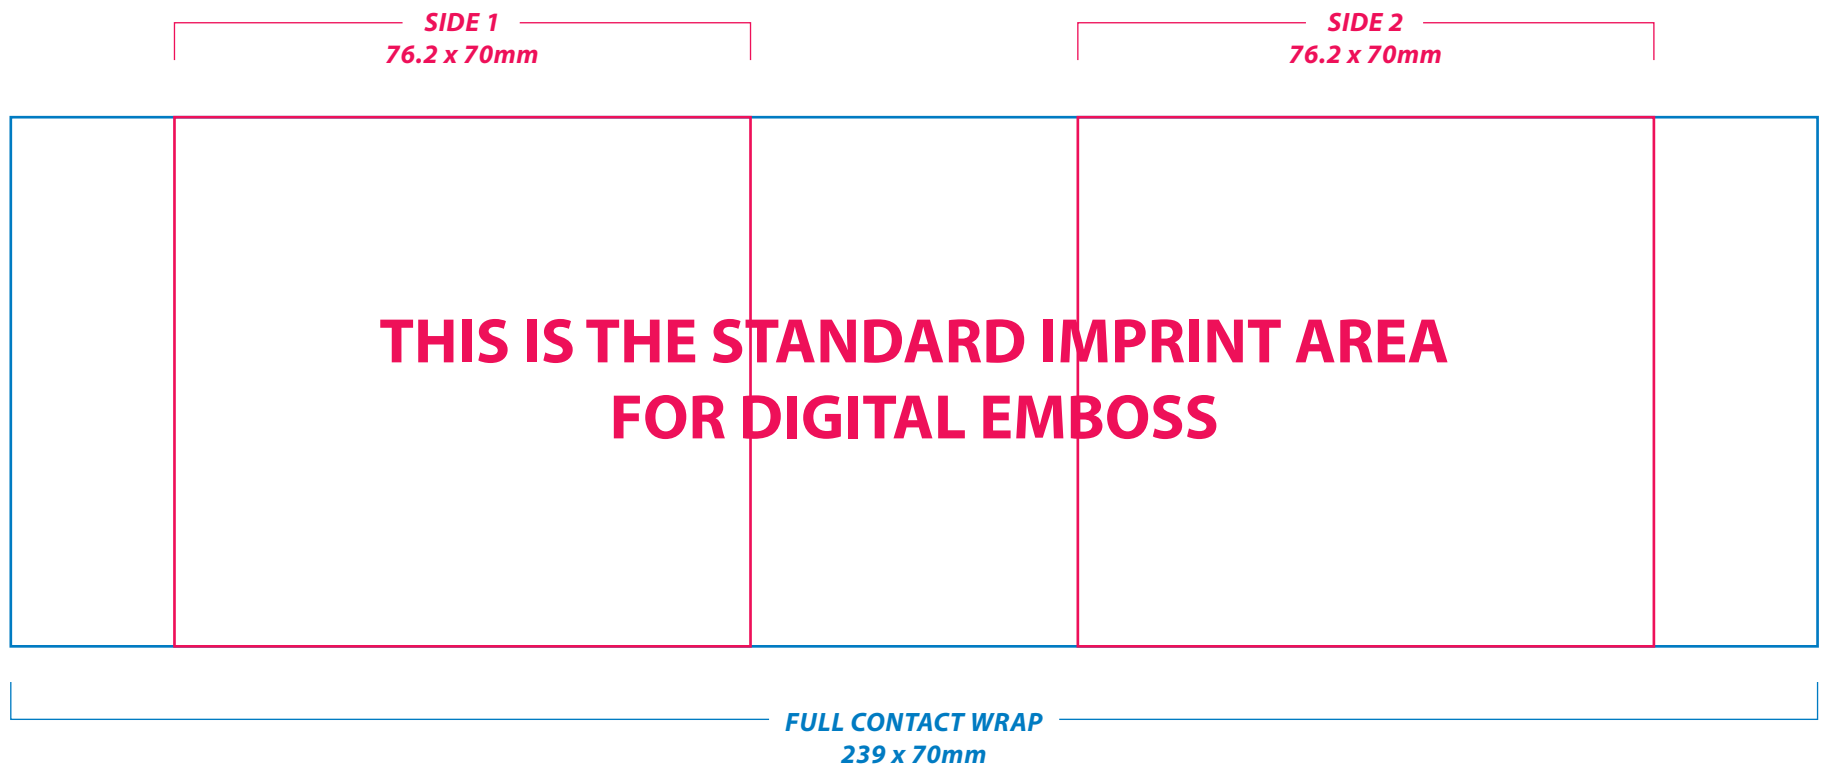 SIDE 1
76.2 x 70mm
SIDE 2
76.2 x 70mm
THIS IS THE STANDARD IMPRINT AREA
FOR DIGITAL EMBOSS
FULL CONTACT WRAP
239 x 70mm